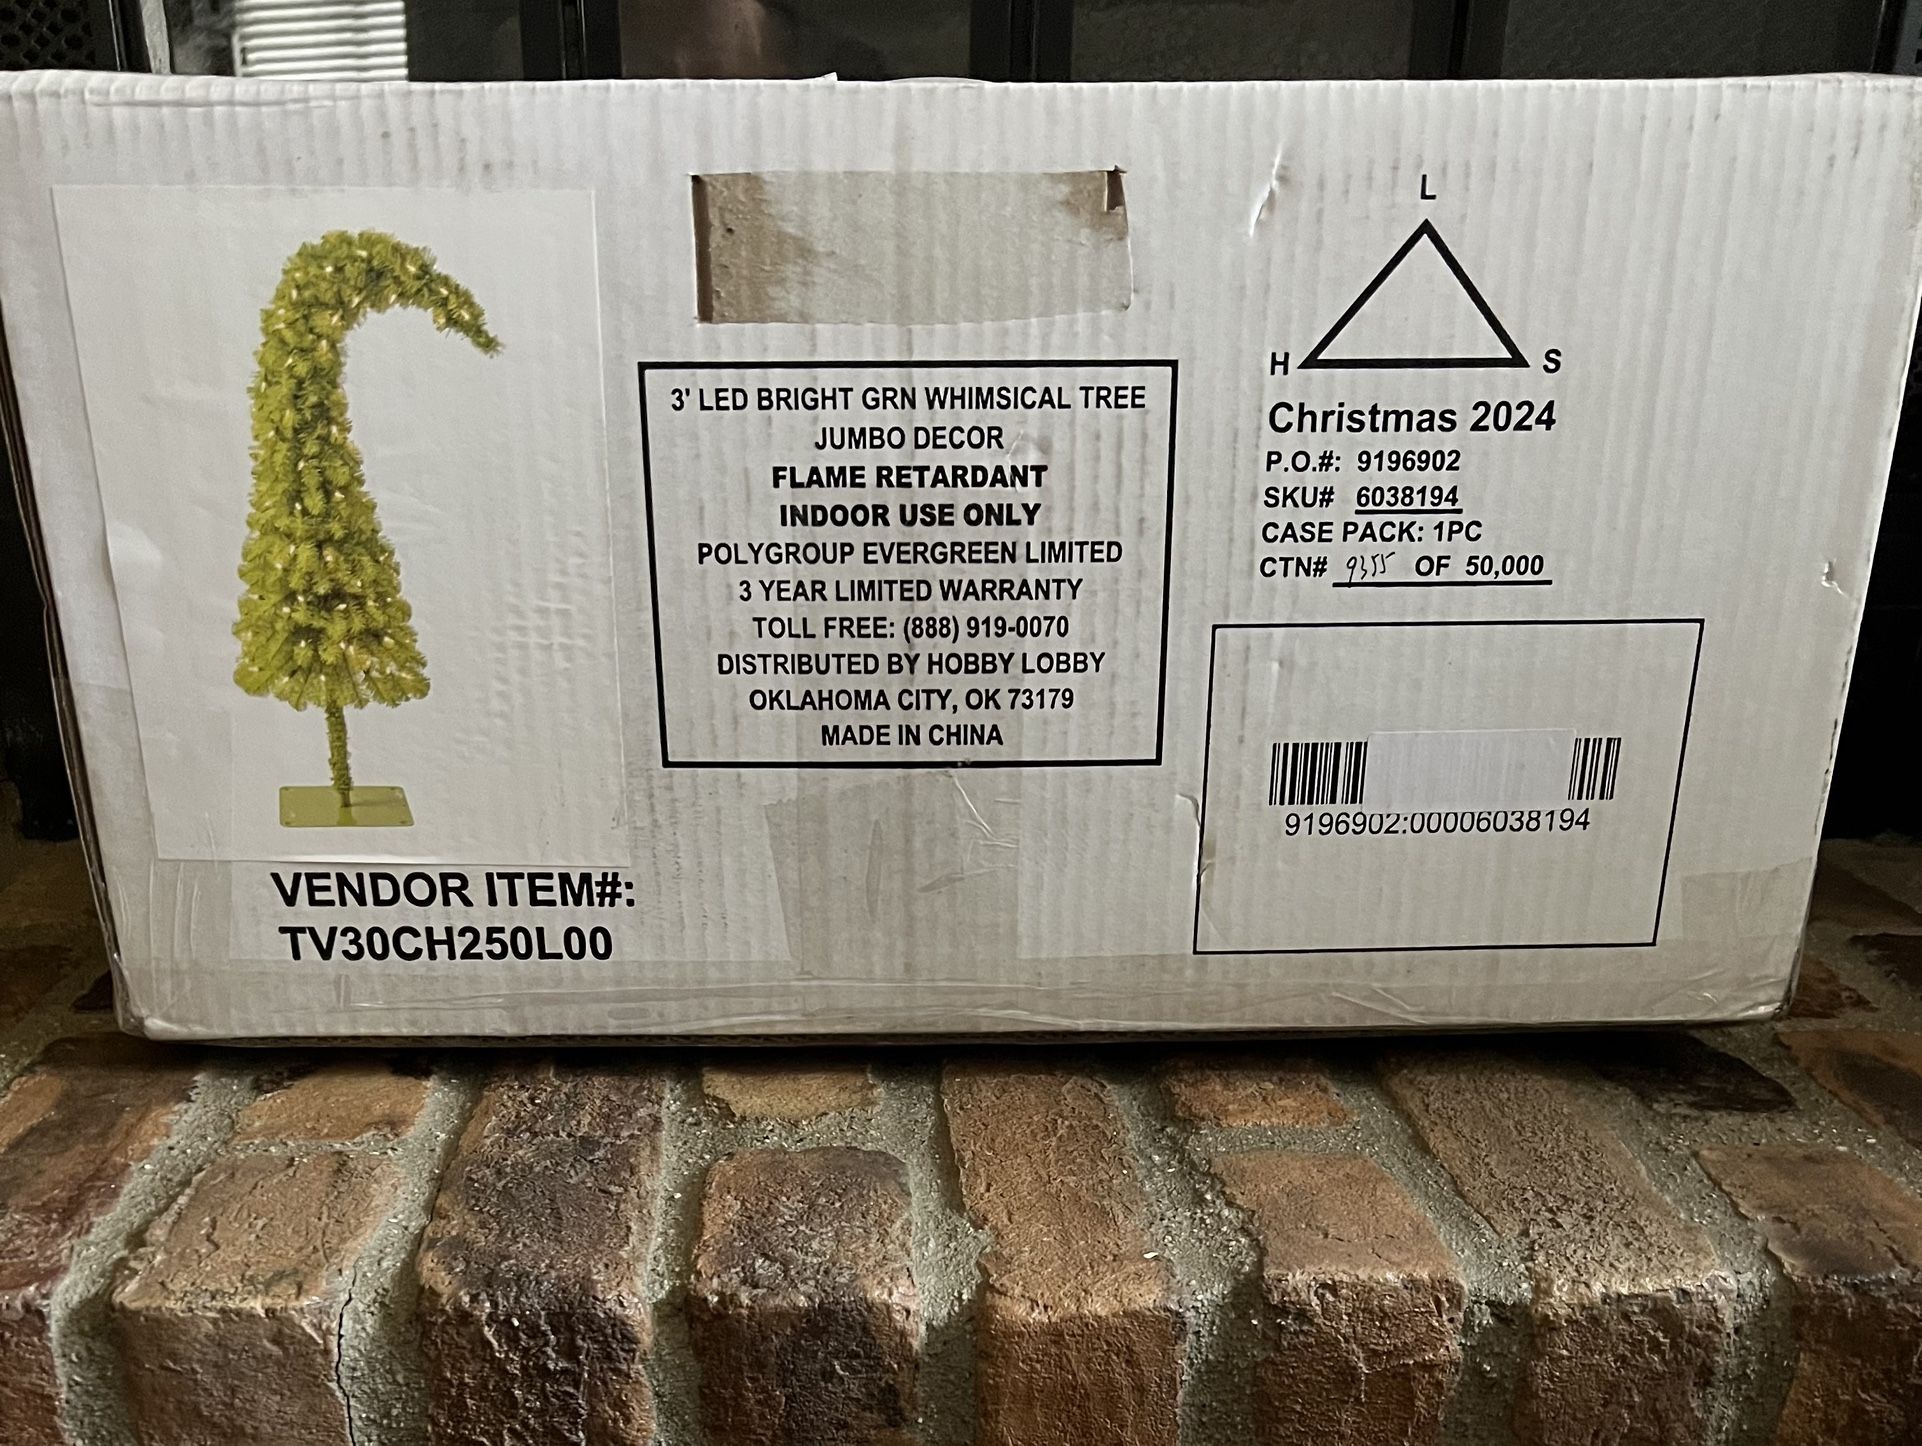 3' LED BRIGHT GRN WHIMSICAL TREE
JUMBO DECOR
FLAME RETARDANT
INDOOR USE ONLY
POLYGROUP EVERGREEN LIMITED
3 YEAR LIMITED WARRANTY
TOLL FREE: (888) 919-0070
DISTRIBUTED BY HOBBY LOBBY
OKLAHOMA CITY, OK 73179
MADE IN CHINA
VENDOR ITEM#:
TV30CH250L00
L
H S
Christmas 2024
P.O.#: 9196902
SKU# 6038194
CASE PACK: 1PC
CTN# 9355 OF 50,000
9196902:00006038194